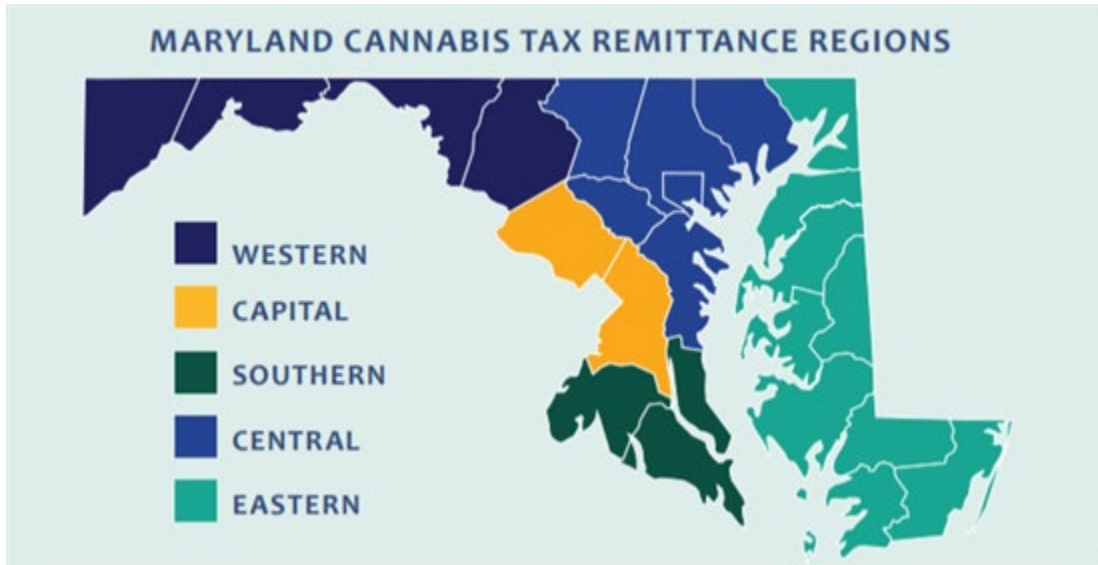 MARYLAND CANNABIS TAX REMITTANCE REGIONS
WESTERN
CAPITAL
SOUTHERN
CENTRAL
EASTERN